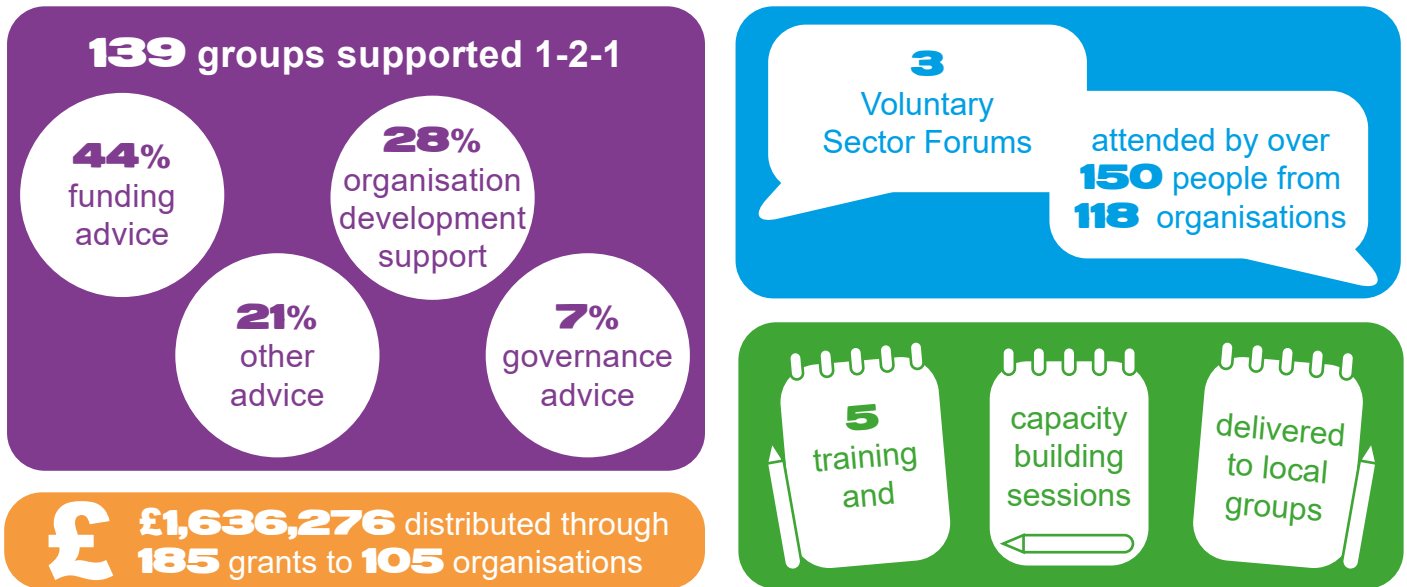 139 groups supported 1-2-1
44%
funding
advice
28%
organisation
development
support
21%
other
advice
7%
governance
advice
£
£1,636,276 distributed through
185 grants to 105 organisations
3
Voluntary
Sector Forums
attended by over
150 people from
118 organisations
5
training
and
capacity
building
sessions
delivered
to local
groups